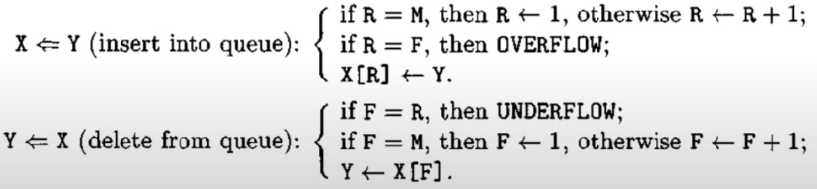 if R = M, then R ← 1, otherwise R ← R + 1;
X ⇐ Y (insert into queue): if R = F, then OVERFLOW;
X[R] ← Y.
if F = R, then UNDERFLOW;
Y ⇐ X (delete from queue): if F = M, then F ← 1, otherwise F ← F + 1;
Y ← X[F].